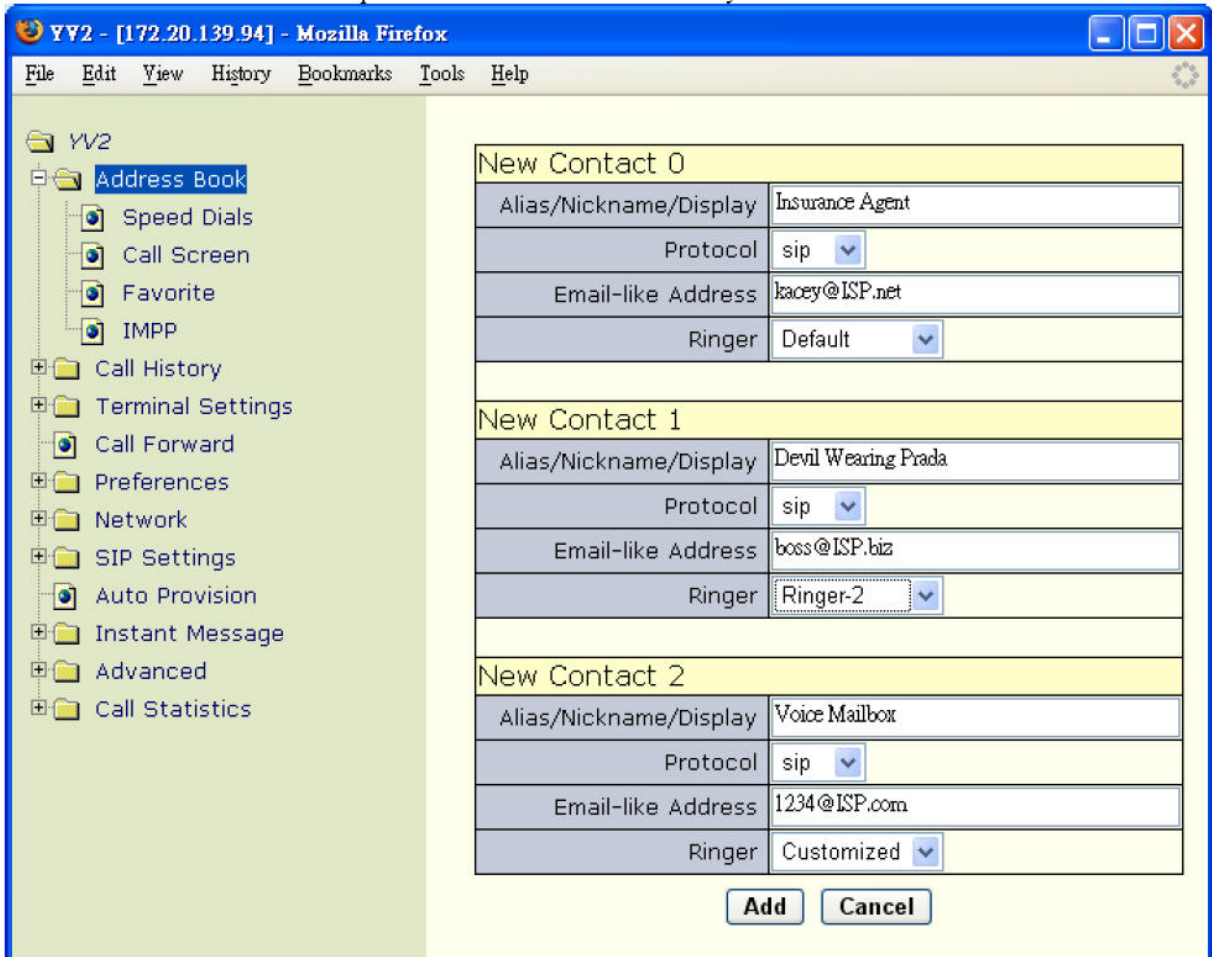 YV2 - [172.20.139.94] - Mozilla Firefox
File Edit View History Bookmarks Tools Help
YV2
Address Book
Speed Dials
Call Screen
Favorite
IMPP
Call History
Terminal Settings
Call Forward
Preferences
Network
SIP Settings
Auto Provision
Instant Message
Advanced
Call Statistics
New Contact 0
Alias/Nickname/Display Insurance Agent
Protocol sip
Email-like Address kacey@ISP.net
Ringer Default
New Contact 1
Alias/Nickname/Display Devil Wearing Prada
Protocol sip
Email-like Address boss@ISP.biz
Ringer Ringer-2
New Contact 2
Alias/Nickname/Display Voice Mailbox
Protocol sip
Email-like Address 1234@ISP.com
Ringer Customized
Add Cancel